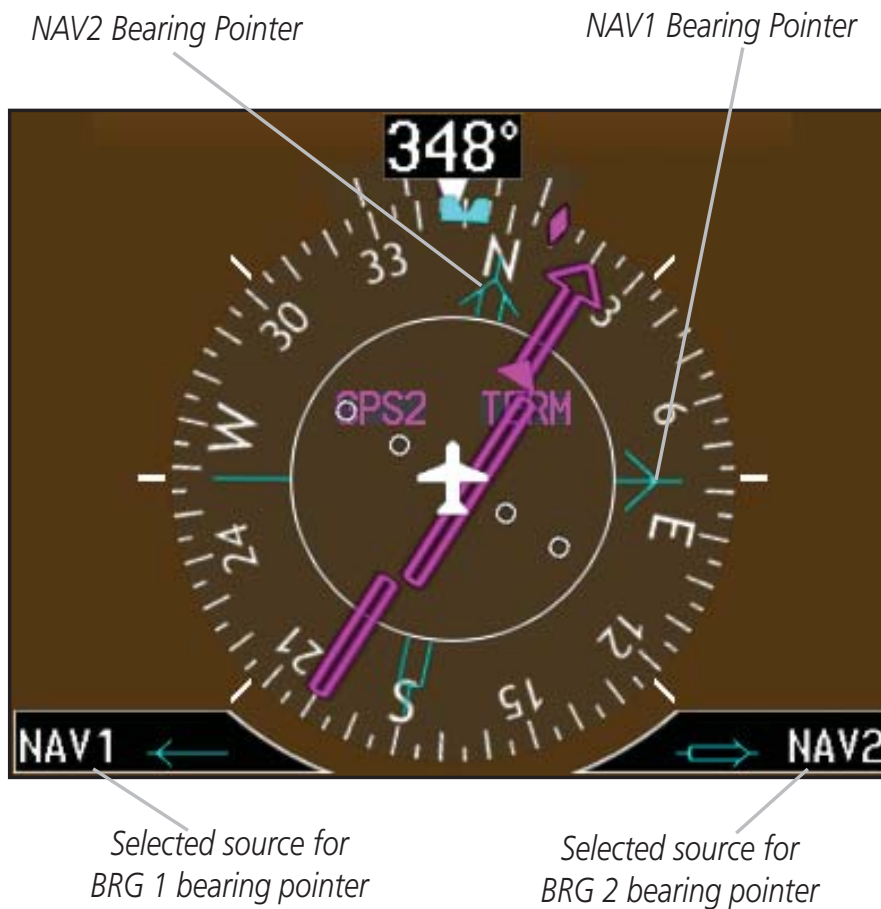 NAV2 Bearing Pointer
NAV1 Bearing Pointer
348°
N
33
3
30
GPS2 TERM
6
W
E
24
12
21
15
S
NAV1
NAV2
Selected source for
BRG 1 bearing pointer
Selected source for
BRG 2 bearing pointer